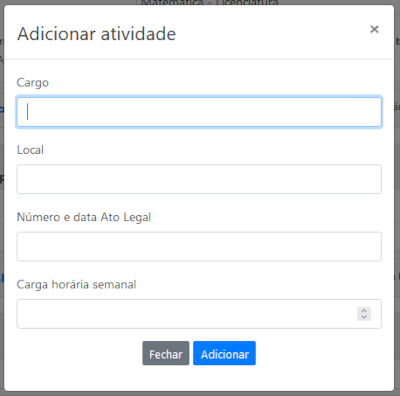 Matemática - Licenciatura
Adicionar atividade
×
Cargo
Local
Número e data Ato Legal
Carga horária semanal
Fechar
Adicionar